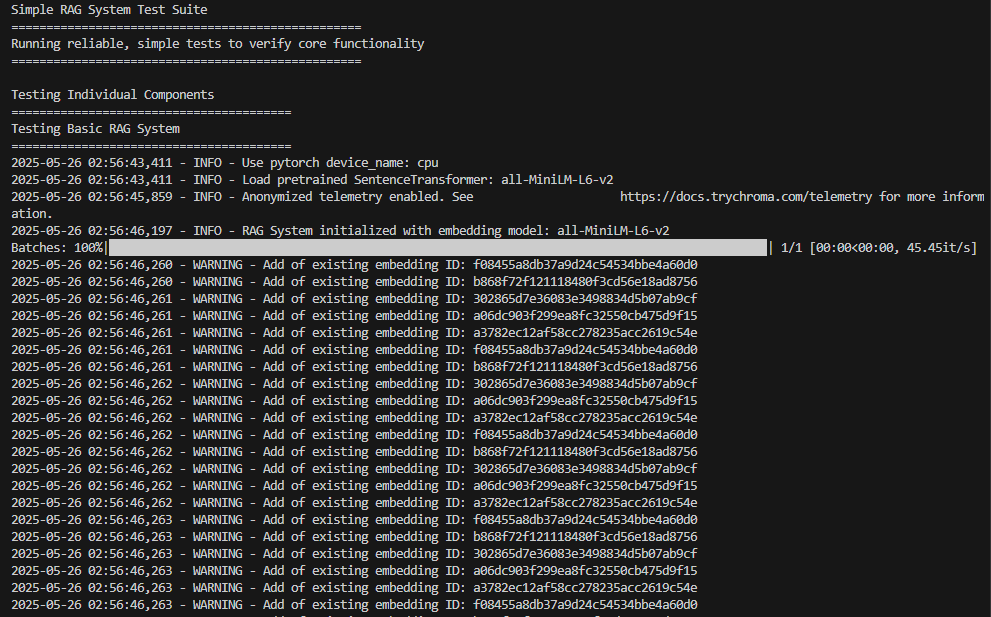 Simple RAG System Test Suite
==================================================
Running reliable, simple tests to verify core functionality
==================================================
Testing Individual Components
========================================
Testing Basic RAG System
========================================
2025-05-26 02:56:43,411 - INFO - Use pytorch device_name: cpu
2025-05-26 02:56:43,411 - INFO - Load pretrained SentenceTransformer: all-MiniLM-L6-v2
2025-05-26 02:56:45,859 - INFO - Anonymized telemetry enabled. See                     https://docs.trychroma.com/telemetry for more inform
ation.
2025-05-26 02:56:46,197 - INFO - RAG System initialized with embedding model: all-MiniLM-L6-v2
Batches: 100%|                                                                                              | 1/1 [00:00<00:00, 45.45it/s]
2025-05-26 02:56:46,260 - WARNING - Add of existing embedding ID: f08455a8db37a9d24c54534bbe4a60d0
2025-05-26 02:56:46,260 - WARNING - Add of existing embedding ID: b868f72f121118480f3cd56e18ad8756
2025-05-26 02:56:46,261 - WARNING - Add of existing embedding ID: 302865d7e36083e3498834d5b07ab9cf
2025-05-26 02:56:46,261 - WARNING - Add of existing embedding ID: a06dc903f299ea8fc32550cb475d9f15
2025-05-26 02:56:46,261 - WARNING - Add of existing embedding ID: a3782ec12af58cc278235acc2619c54e
2025-05-26 02:56:46,261 - WARNING - Add of existing embedding ID: f08455a8db37a9d24c54534bbe4a60d0
2025-05-26 02:56:46,261 - WARNING - Add of existing embedding ID: b868f72f121118480f3cd56e18ad8756
2025-05-26 02:56:46,262 - WARNING - Add of existing embedding ID: 302865d7e36083e3498834d5b07ab9cf
2025-05-26 02:56:46,262 - WARNING - Add of existing embedding ID: a06dc903f299ea8fc32550cb475d9f15
2025-05-26 02:56:46,262 - WARNING - Add of existing embedding ID: a3782ec12af58cc278235acc2619c54e
2025-05-26 02:56:46,262 - WARNING - Add of existing embedding ID: f08455a8db37a9d24c54534bbe4a60d0
2025-05-26 02:56:46,262 - WARNING - Add of existing embedding ID: b868f72f121118480f3cd56e18ad8756
2025-05-26 02:56:46,262 - WARNING - Add of existing embedding ID: 302865d7e36083e3498834d5b07ab9cf
2025-05-26 02:56:46,262 - WARNING - Add of existing embedding ID: a06dc903f299ea8fc32550cb475d9f15
2025-05-26 02:56:46,262 - WARNING - Add of existing embedding ID: a3782ec12af58cc278235acc2619c54e
2025-05-26 02:56:46,263 - WARNING - Add of existing embedding ID: f08455a8db37a9d24c54534bbe4a60d0
2025-05-26 02:56:46,263 - WARNING - Add of existing embedding ID: b868f72f121118480f3cd56e18ad8756
2025-05-26 02:56:46,263 - WARNING - Add of existing embedding ID: 302865d7e36083e3498834d5b07ab9cf
2025-05-26 02:56:46,263 - WARNING - Add of existing embedding ID: a06dc903f299ea8fc32550cb475d9f15
2025-05-26 02:56:46,263 - WARNING - Add of existing embedding ID: a3782ec12af58cc278235acc2619c54e
2025-05-26 02:56:46,263 - WARNING - Add of existing embedding ID: f08455a8db37a9d24c54534bbe4a60d0